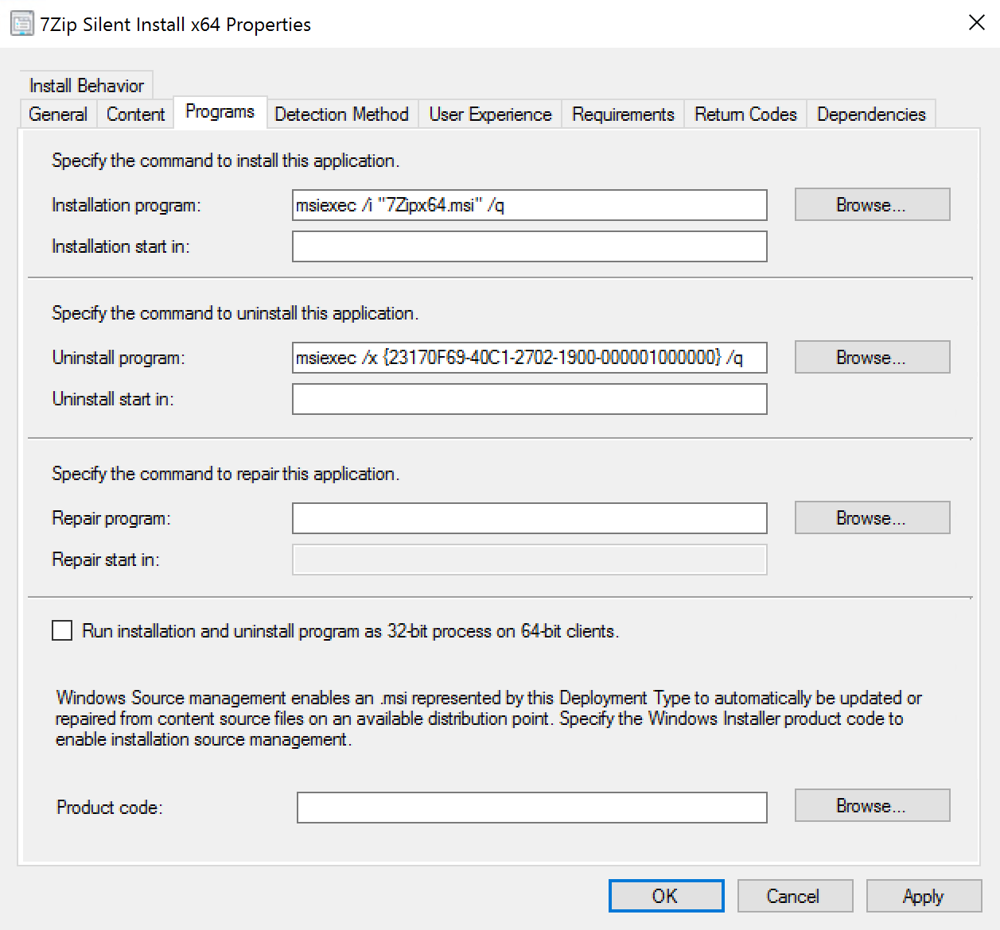 7Zip Silent Install x64 Properties
Install Behavior
General Content Programs Detection Method User Experience Requirements Return Codes Dependencies
Specify the command to install this application.
Installation program: msiexec /i "7Zipx64.msi" /q Browse...
Installation start in:
Specify the command to uninstall this application.
Uninstall program: msiexec /x {23170F69-40C1-2702-1900-000001000000} /q Browse...
Uninstall start in:
Specify the command to repair this application.
Repair program: Browse...
Repair start in:
Run installation and uninstall program as 32-bit process on 64-bit clients.
Windows Source management enables an .msi represented by this Deployment Type to automatically be updated or
repaired from content source files on an available distribution point. Specify the Windows Installer product code to
enable installation source management.
Product code: Browse...
OK Cancel Apply